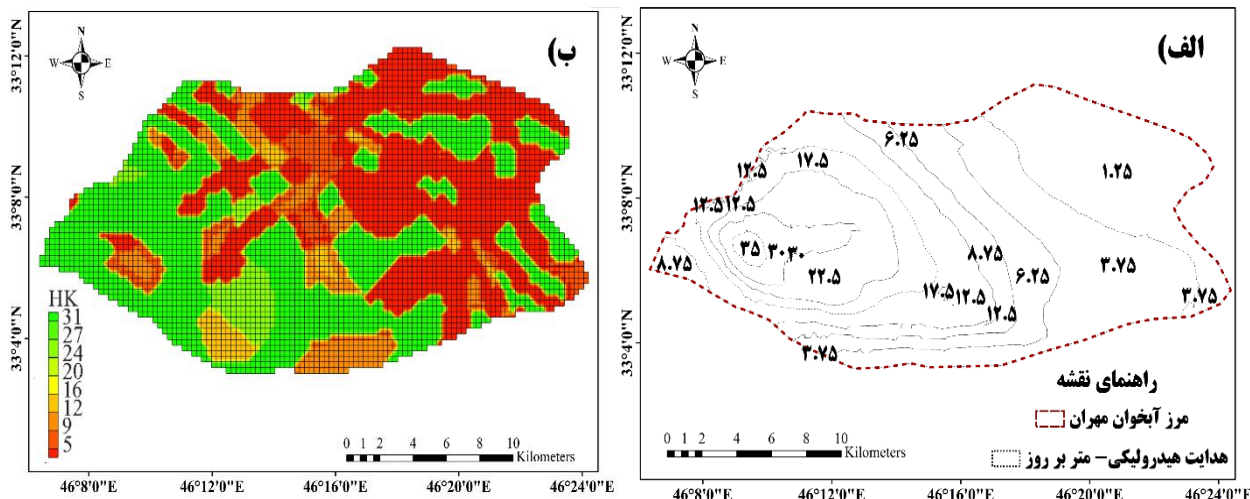 ب)
N
W E
S
33°12'0"N
33°8'0"N
33°4'0"N
HK
31
27
24
20
16
12
9
5
0 1 2 4 6 8 10
Kilometers
46°8'0"E 46°12'0"E 46°16'0"E 46°20'0"E 46°24'0"E
الف)
N
W E
S
33°12'0"N
33°8'0"N
33°4'0"N
۶.۲۵
۱۷.۵
۱۲.۵
۱.۲۵
۱۲.۵ ۱۲.۵
۳۵ ۳۰ ۳۰
۸.۷۵
۸.۷۵
۲۲.۵
۶.۲۵
۳.۷۵
۱۷.۵ ۱۲.۵
۱۲.۵
۳.۷۵
۳.۷۵
راهنمای نقشه
مرز آبخوان مهران
هدایت هیدرولیکی- متر بر روز
0 1 2 4 6 8 10
Kilometers
46°8'0"E 46°12'0"E 46°16'0"E 46°20'0"E 46°24'0"E